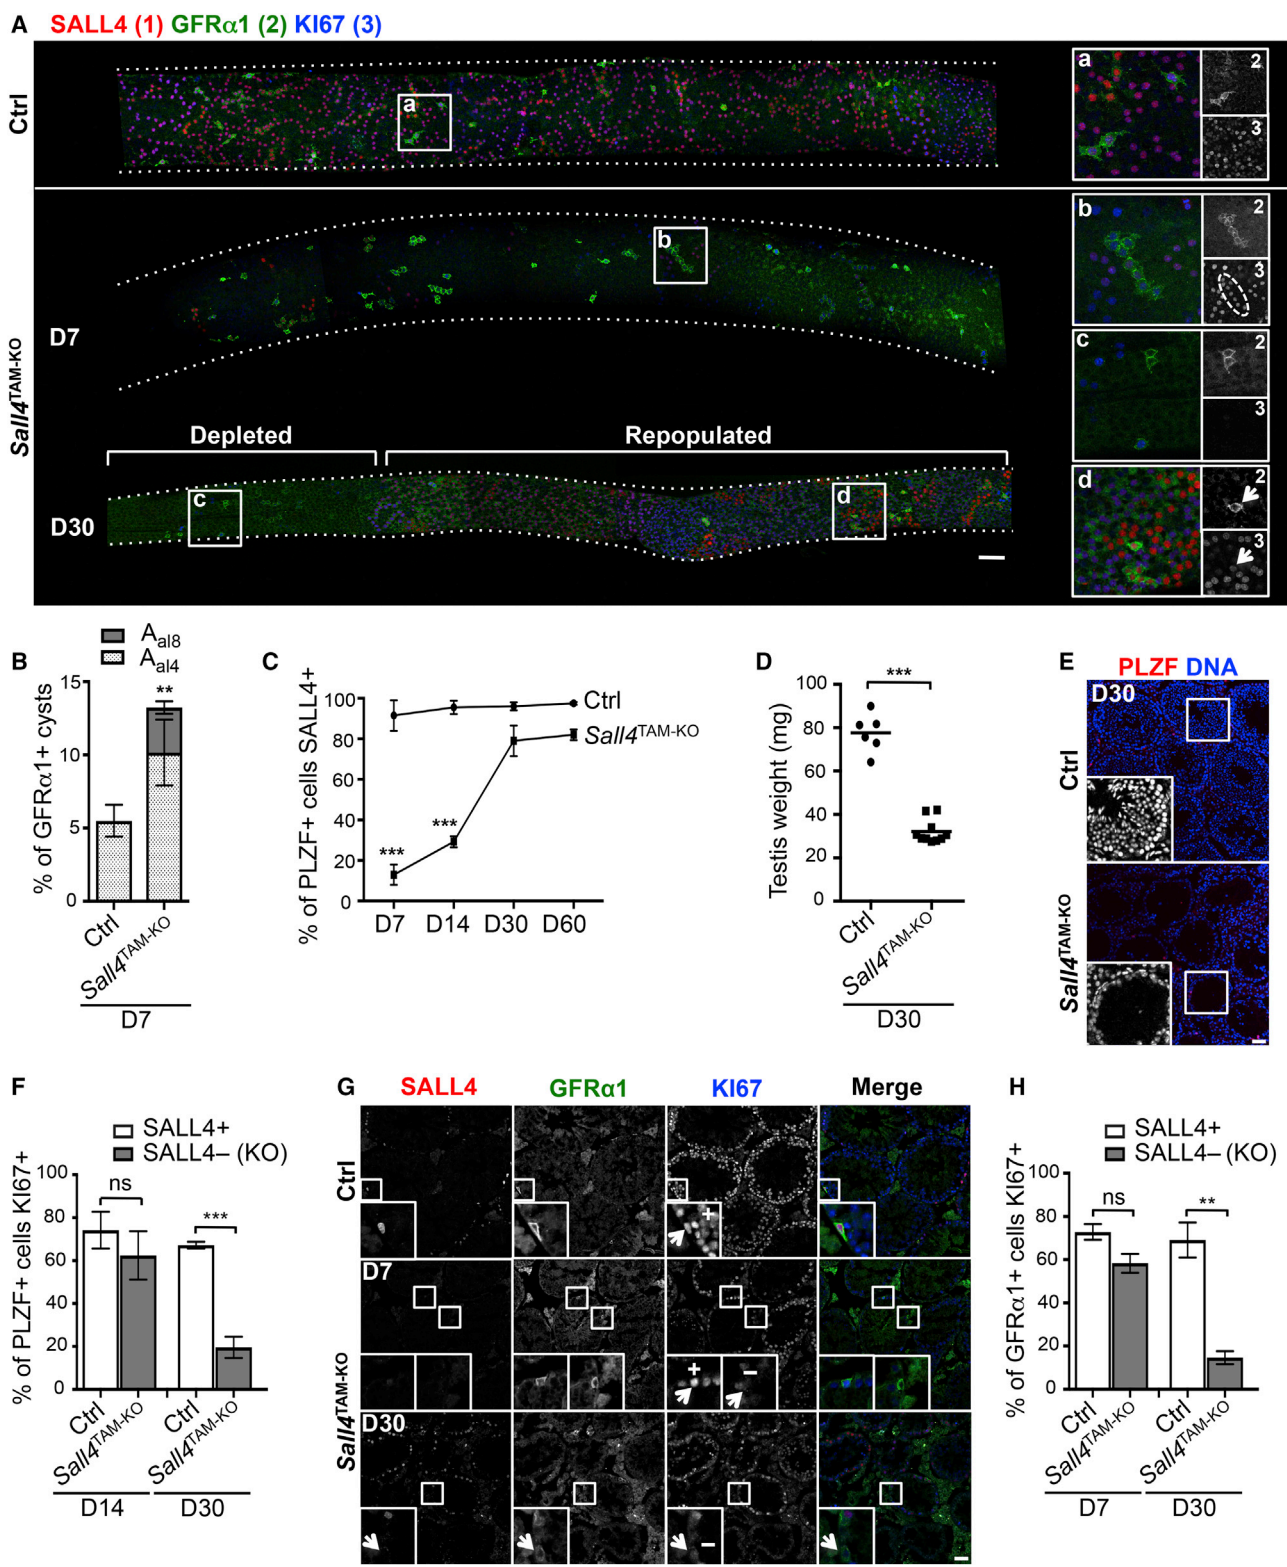 A SALL4 (1) GFRα1 (2) KI67 (3)
Ctrl
a
a
2
3
Sall4TAM-KO
D7
b
b
2
3
c
2
3
Depleted
Repopulated
D30
c
d
d
2
3
B
Aal8
Aal4
% of GFRα1+ cysts
15
10
5
0
**
Ctrl
Sall4TAM-KO
D7
C
% of PLZF+ cells SALL4+
100
80
60
40
20
0
Ctrl
Sall4TAM-KO
***
***
D7 D14 D30 D60
D
Testis weight (mg)
100
80
60
40
20
0
***
Ctrl
Sall4TAM-KO
D30
E
PLZF DNA
D30
Ctrl
Sall4TAM-KO
F
SALL4+
SALL4– (KO)
% of PLZF+ cells KI67+
100
80
60
40
20
0
ns
***
Ctrl
Sall4TAM-KO
Ctrl
Sall4TAM-KO
D14 D30
G
SALL4 GFRα1 KI67 Merge
Ctrl
+
Sall4TAM-KO
D7
+ –
D30
–
H
SALL4+
SALL4– (KO)
% of GFRα1+ cells KI67+
100
80
60
40
20
0
ns
**
Ctrl
Sall4TAM-KO
Ctrl
Sall4TAM-KO
D7 D30